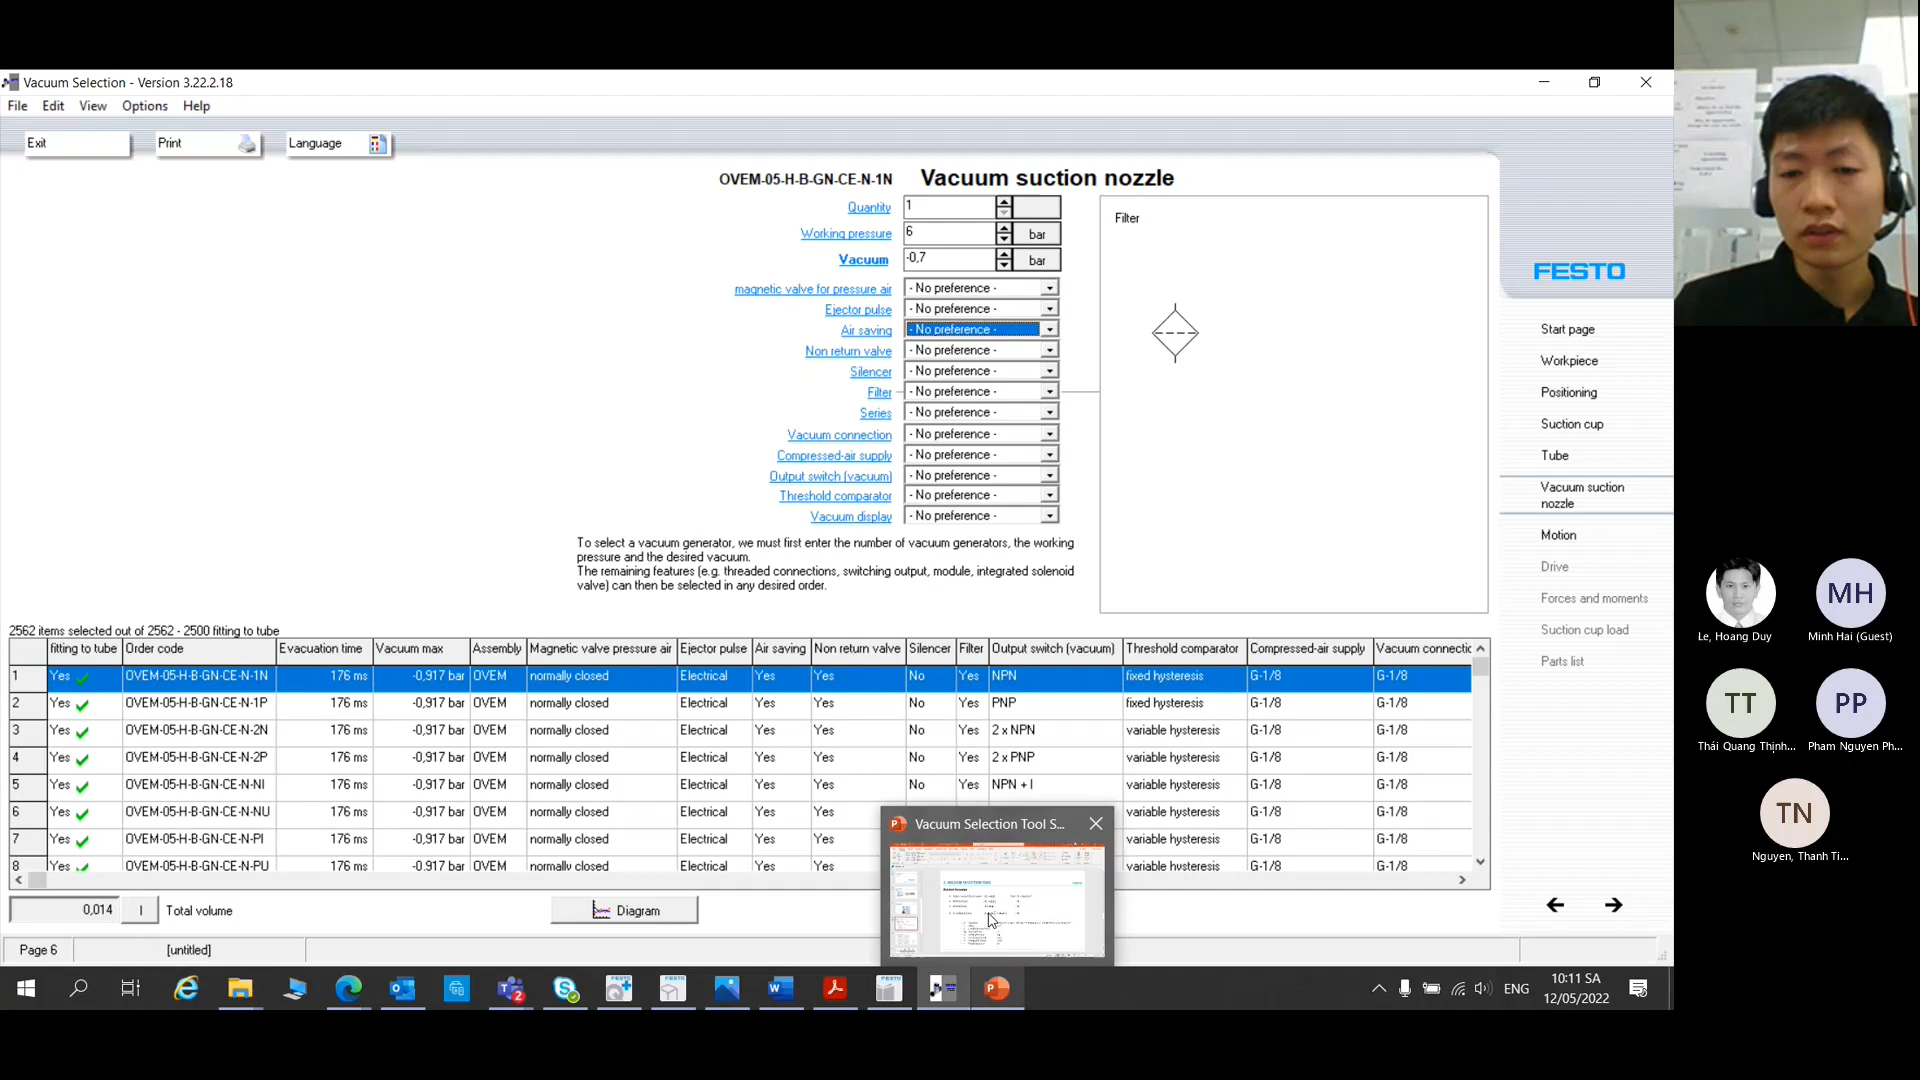 Vacuum Selection - Version 3.22.2.18
File Edit View Options Help
Exit Print Language
OVEM-05-H-B-GN-CE-N-1N Vacuum suction nozzle
Quantity 1
Working pressure 6 bar
Vacuum -0,7 bar
magnetic valve for pressure air - No preference -
Ejector pulse - No preference -
Air saving - No preference -
Non return valve - No preference -
Silencer - No preference -
Filter - No preference -
Series - No preference -
Vacuum connection - No preference -
Compressed-air supply - No preference -
Output switch (vacuum) - No preference -
Threshold comparator - No preference -
Vacuum display - No preference -
Filter
To select a vacuum generator, we must first enter the number of vacuum generators, the working
pressure and the desired vacuum.
The remaining features (e.g. threaded connections, switching output, module, integrated solenoid
valve) can then be selected in any desired order.
FESTO
Start page
Workpiece
Positioning
Suction cup
Tube
Vacuum suction
nozzle
Motion
Drive
Forces and moments
Suction cup load
Parts list
2562 items selected out of 2562 - 2500 fitting to tube
fitting to tube Order code Evacuation time Vacuum max Assembly Magnetic valve pressure air Ejector pulse Air saving Non return valve Silencer Filter Output switch (vacuum) Threshold comparator Compressed-air supply Vacuum connectic
1 Yes OVEM-05-H-B-GN-CE-N-1N 176 ms -0,917 bar OVEM normally closed Electrical Yes Yes No Yes NPN fixed hysteresis G-1/8 G-1/8
2 Yes OVEM-05-H-B-GN-CE-N-1P 176 ms -0,917 bar OVEM normally closed Electrical Yes Yes No Yes PNP fixed hysteresis G-1/8 G-1/8
3 Yes OVEM-05-H-B-GN-CE-N-2N 176 ms -0,917 bar OVEM normally closed Electrical Yes Yes No Yes 2 x NPN variable hysteresis G-1/8 G-1/8
4 Yes OVEM-05-H-B-GN-CE-N-2P 176 ms -0,917 bar OVEM normally closed Electrical Yes Yes No Yes 2 x PNP variable hysteresis G-1/8 G-1/8
5 Yes OVEM-05-H-B-GN-CE-N-NI 176 ms -0,917 bar OVEM normally closed Electrical Yes Yes No Yes NPN + I variable hysteresis G-1/8 G-1/8
6 Yes OVEM-05-H-B-GN-CE-N-NU 176 ms -0,917 bar OVEM normally closed Electrical Yes Yes variable hysteresis G-1/8 G-1/8
7 Yes OVEM-05-H-B-GN-CE-N-PI 176 ms -0,917 bar OVEM normally closed Electrical Yes Yes variable hysteresis G-1/8 G-1/8
8 Yes OVEM-05-H-B-GN-CE-N-PU 176 ms -0,917 bar OVEM normally closed Electrical Yes Yes variable hysteresis G-1/8 G-1/8
Vacuum Selection Tool S...
0,014 l Total volume Diagram
Page 6 [untitled]
ENG
10:11 SA
12/05/2022
Le, Hoang Duy
MH
Minh Hai (Guest)
TT
Thái Quang Thịnh...
PP
Pham Nguyen Ph...
TN
Nguyen, Thanh Ti...